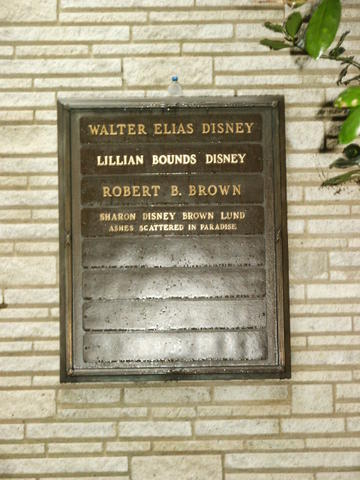 WALTER ELIAS DISNEY
LILLIAN BOUNDS DISNEY
ROBERT B. BROWN
SHARON DISNEY BROWN LUND
ASHES SCATTERED IN PARADISE